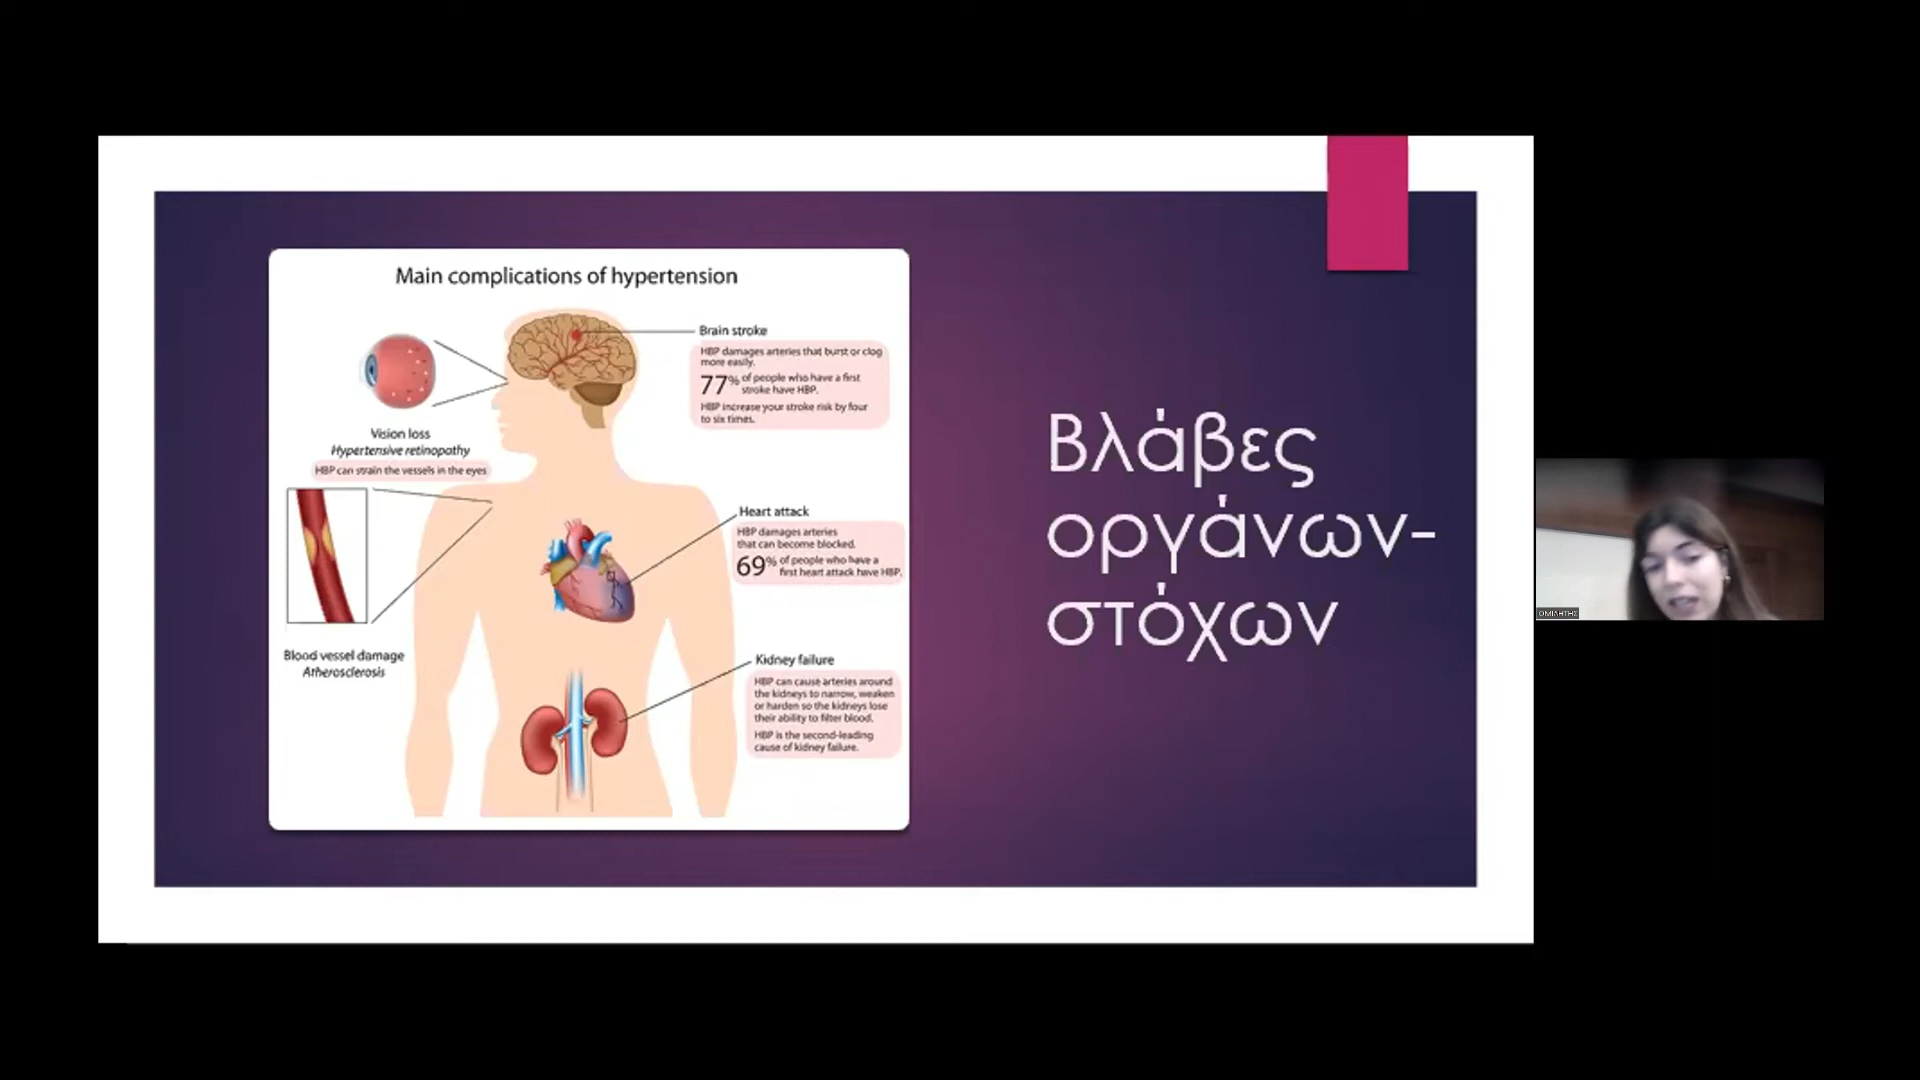 Main complications of hypertension
Brain stroke
HBP damages arteries that burst or clog
more easily.
77% of people who have a first
stroke have HBP.
HBP increase your stroke risk by four
to six times.
Vision loss
Hypertensive retinopathy
HBP can strain the vessels in the eyes
Heart attack
HBP damages arteries
that can become blocked.
69% of people who have a
first heart attack have HBP.
Blood vessel damage
Atherosclerosis
Kidney failure
HBP can cause arteries around
the kidneys to narrow, weaken
or harden so the kidneys lose
their ability to filter blood.
HBP is the second-leading
cause of kidney failure.
Βλάβες
οργάνων-
στόχων
ΟΜΙΛΗΤΗΣ